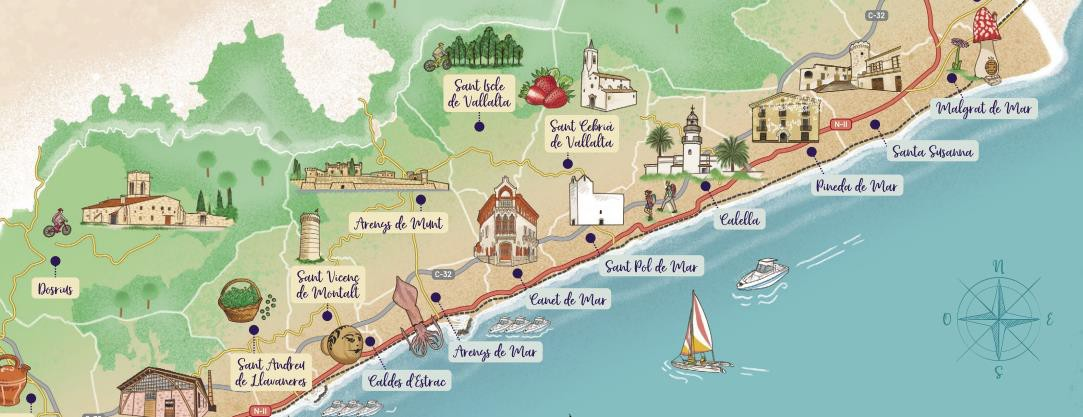 C-32
Sant Iscle
de Vallalta
Malgrat de Mar
N-II
Sant Cebrià
de Vallalta
Santa Susanna
Pineda de Mar
Arenys de Munt
Calella
Sant Pol de Mar
Dosrius
C-32
Sant Vicenç
de Montalt
Canet de Mar
N
O
E
S
Arenys de Mar
Sant Andreu
de Llavaneres
Caldes d'Estrac
N-II